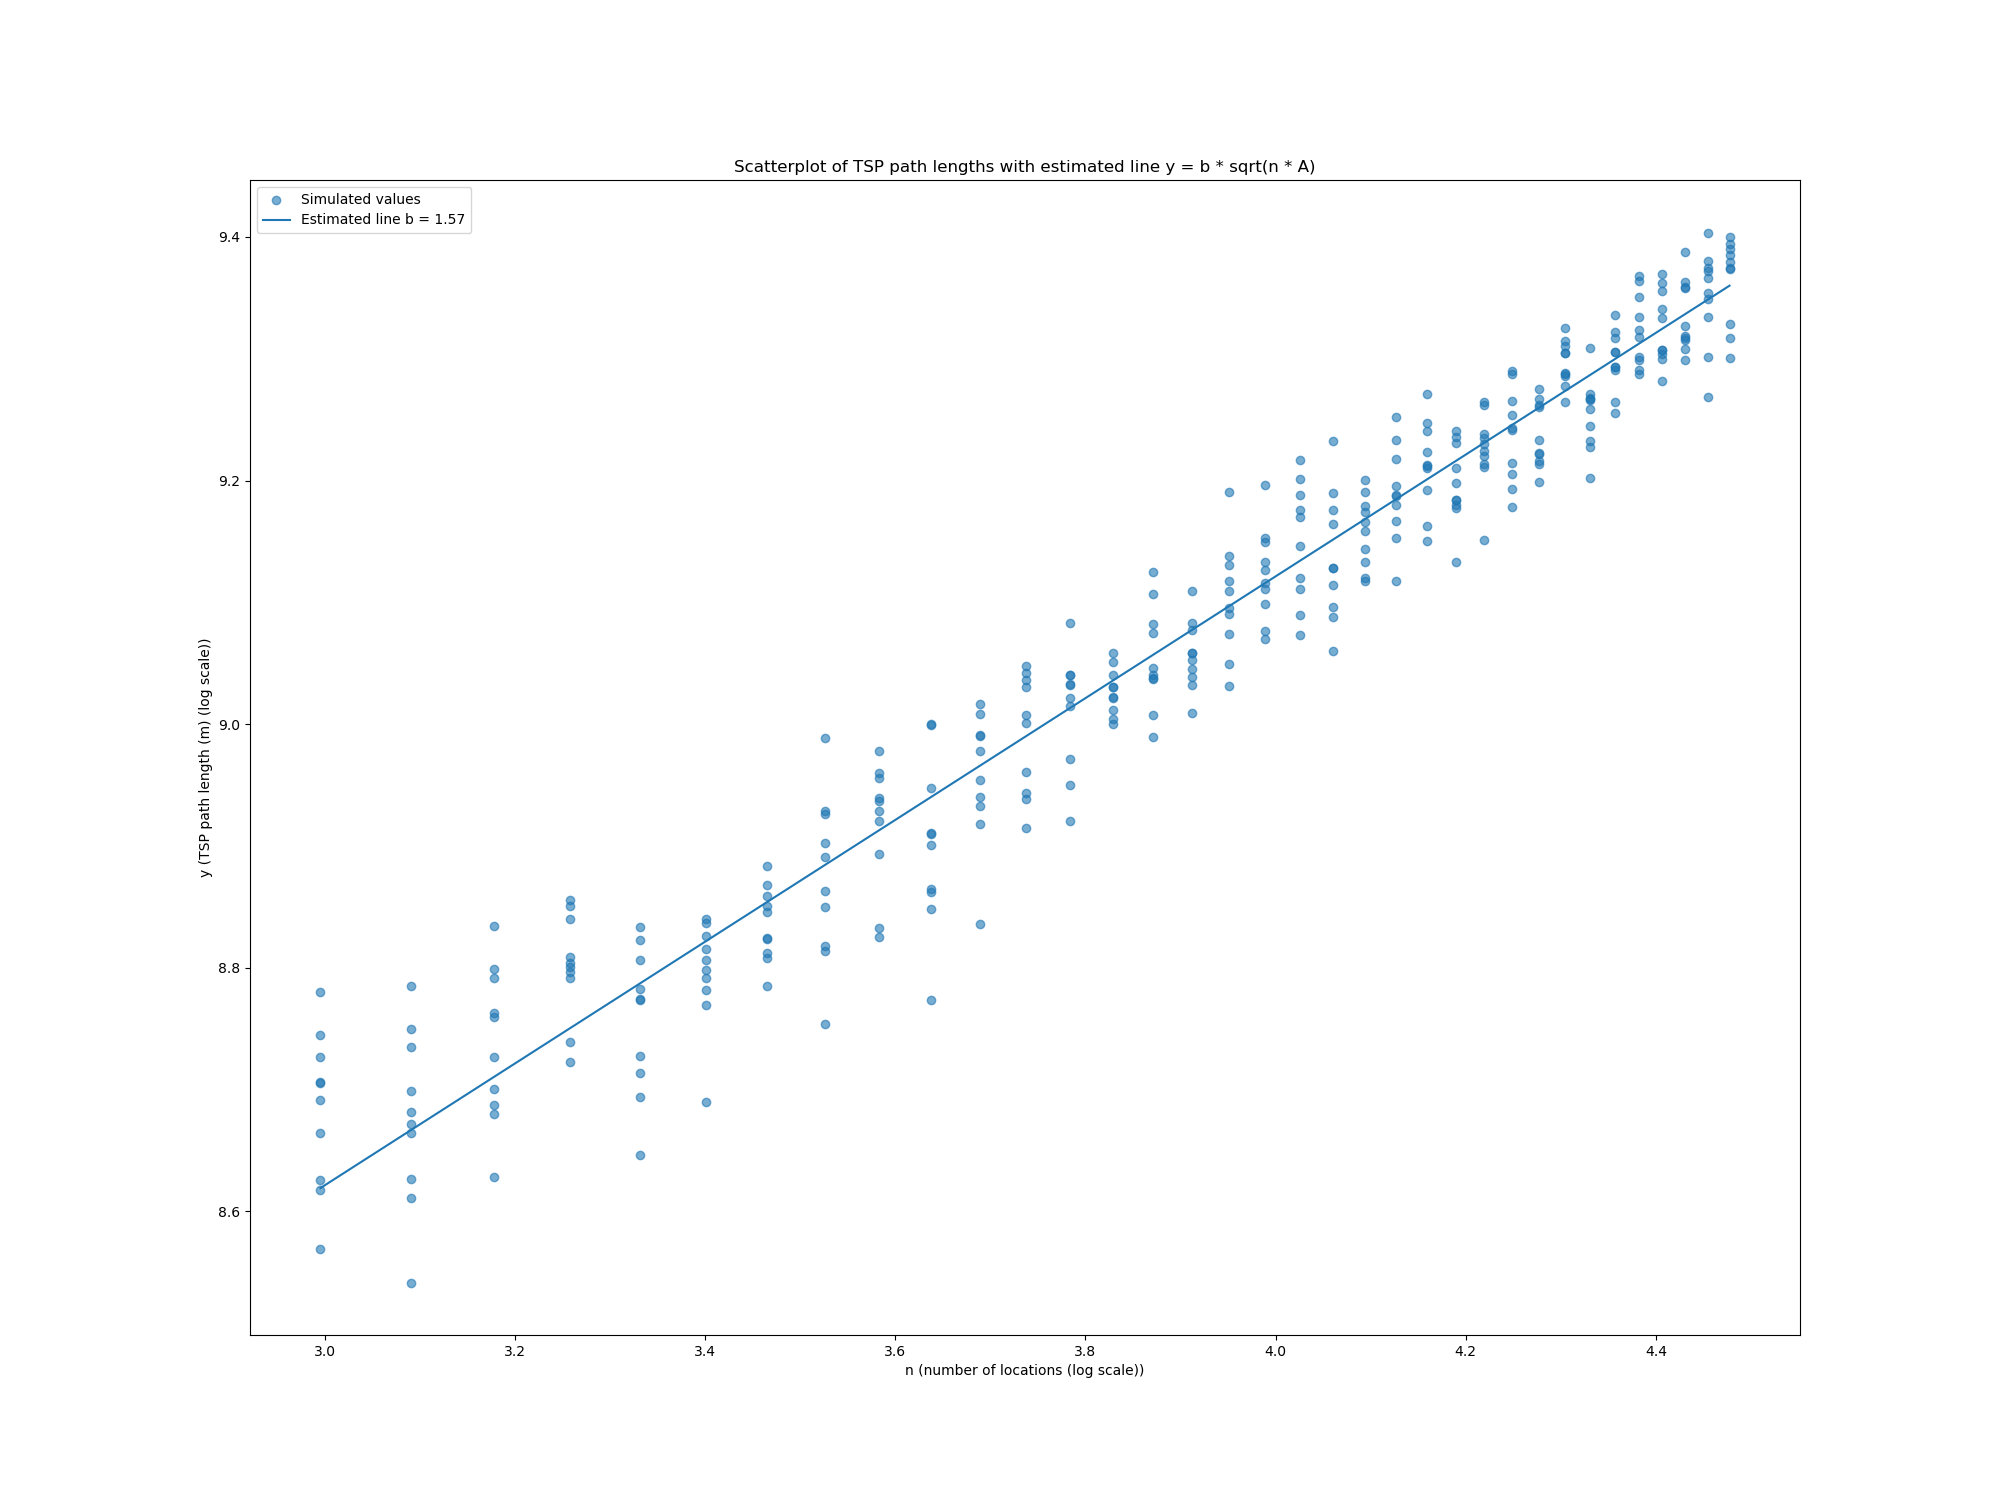 Scatterplot of TSP path lengths with estimated line y = b * sqrt(n * A)
Simulated values
Estimated line b = 1.57
9.4
9.2
9.0
8.8
8.6
y (TSP path length (m) (log scale))
3.0 3.2 3.4 3.6 3.8 4.0 4.2 4.4
n (number of locations (log scale))